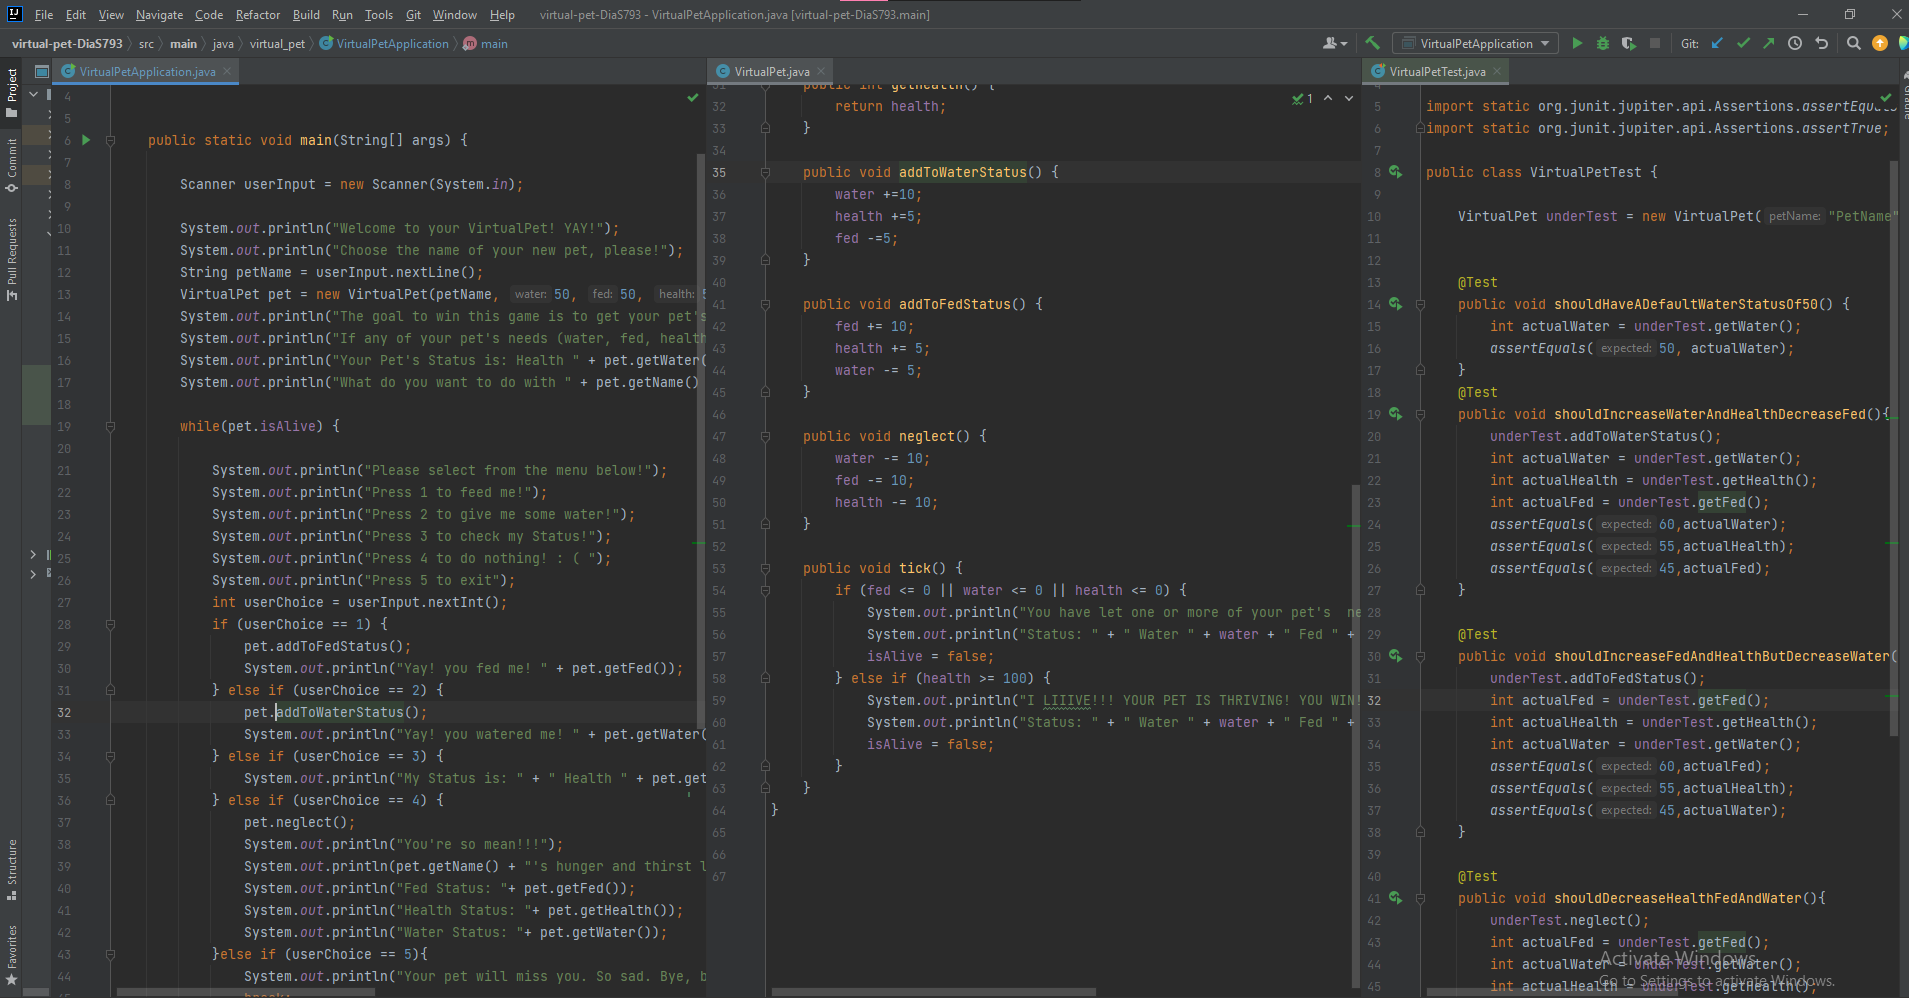 File Edit View Navigate Code Refactor Build Run Tools Git Window Help virtual-pet-DiaS793 - VirtualPetApplication.java [virtual-pet-DiaS793.main]
virtual-pet-DiaS793 src main java virtual_pet VirtualPetApplication main
VirtualPetApplication
Git:
Project
Commit
Pull Requests
Structure
Favorites
VirtualPetApplication.java
4
5
6 public static void main(String[] args) {
7
8 Scanner userInput = new Scanner(System.in);
9
10 System.out.println("Welcome to your VirtualPet! YAY!");
11 System.out.println("Choose the name of your new pet, please!");
12 String petName = userInput.nextLine();
13 VirtualPet pet = new VirtualPet(petName, water: 50, fed: 50, health: 5
14 System.out.println("The goal to win this game is to get your pet's
15 System.out.println("If any of your pet's needs (water, fed, health
16 System.out.println("Your Pet's Status is: Health " + pet.getWater(
17 System.out.println("What do you want to do with " + pet.getName()
18
19 while(pet.isAlive) {
20
21 System.out.println("Please select from the menu below!");
22 System.out.println("Press 1 to feed me!");
23 System.out.println("Press 2 to give me some water!");
24 System.out.println("Press 3 to check my Status!");
25 System.out.println("Press 4 to do nothing! : ( ");
26 System.out.println("Press 5 to exit");
27 int userChoice = userInput.nextInt();
28 if (userChoice == 1) {
29 pet.addToFedStatus();
30 System.out.println("Yay! you fed me! " + pet.getFed());
31 } else if (userChoice == 2) {
32 pet.addToWaterStatus();
33 System.out.println("Yay! you watered me! " + pet.getWater(
34 } else if (userChoice == 3) {
35 System.out.println("My Status is: " + " Health " + pet.get
36 } else if (userChoice == 4) {
37 pet.neglect();
38 System.out.println("You're so mean!!!");
39 System.out.println(pet.getName() + "'s hunger and thirst l
40 System.out.println("Fed Status: "+ pet.getFed());
41 System.out.println("Health Status: "+ pet.getHealth());
42 System.out.println("Water Status: "+ pet.getWater());
43 }else if (userChoice == 5){
44 System.out.println("Your pet will miss you. So sad. Bye, b
VirtualPet.java
1
31 public int getHealth() {
32 return health;
33 }
34
35 public void addToWaterStatus() {
36 water +=10;
37 health +=5;
38 fed -=5;
39 }
40
41 public void addToFedStatus() {
42 fed += 10;
43 health += 5;
44 water -= 5;
45 }
46
47 public void neglect() {
48 water -= 10;
49 fed -= 10;
50 health -= 10;
51 }
52
53 public void tick() {
54 if (fed <= 0 || water <= 0 || health <= 0) {
55 System.out.println("You have let one or more of your pet's  ne
56 System.out.println("Status: " + " Water " + water + " Fed " +
57 isAlive = false;
58 } else if (health >= 100) {
59 System.out.println("I LIIIVE!!! YOUR PET IS THRIVING! YOU WIN!
60 System.out.println("Status: " + " Water " + water + " Fed " +
61 isAlive = false;
62 }
63 }
64 }
65
66
67
VirtualPetTest.java
4
5 import static org.junit.jupiter.api.Assertions.assertEquals
6 import static org.junit.jupiter.api.Assertions.assertTrue;
7
8 public class VirtualPetTest {
9
10 VirtualPet underTest = new VirtualPet( petName: "PetName"
11
12
13 @Test
14 public void shouldHaveADefaultWaterStatusOf50() {
15 int actualWater = underTest.getWater();
16 assertEquals( expected: 50, actualWater);
17 }
18 @Test
19 public void shouldIncreaseWaterAndHealthDecreaseFed(){
20 underTest.addToWaterStatus();
21 int actualWater = underTest.getWater();
22 int actualHealth = underTest.getHealth();
23 int actualFed = underTest.getFed();
24 assertEquals( expected: 60,actualWater);
25 assertEquals( expected: 55,actualHealth);
26 assertEquals( expected: 45,actualFed);
27 }
28
29 @Test
30 public void shouldIncreaseFedAndHealthButDecreaseWater(
31 underTest.addToFedStatus();
32 int actualFed = underTest.getFed();
33 int actualHealth = underTest.getHealth();
34 int actualWater = underTest.getWater();
35 assertEquals( expected: 60,actualFed);
36 assertEquals( expected: 55,actualHealth);
37 assertEquals( expected: 45,actualWater);
38 }
39
40 @Test
41 public void shouldDecreaseHealthFedAndWater(){
42 underTest.neglect();
43 int actualFed = underTest.getFed();
44 int actualWater = underTest.getWater();
45 int actualHealth = underTest.getHealth();
Activate Windows
Go to Settings to activate Windows.